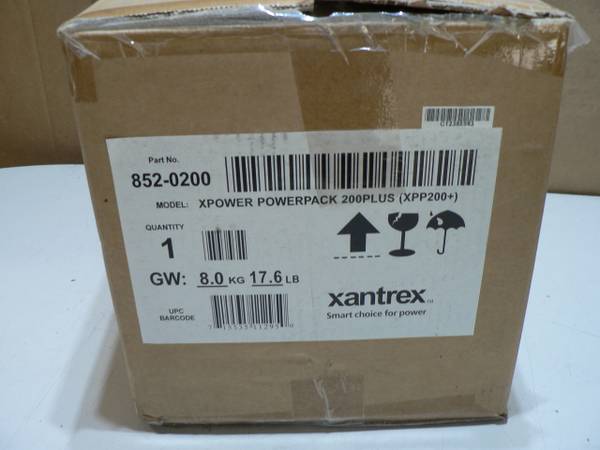 Part No.
852-0200
MODEL: XPOWER POWERPACK 200PLUS (XPP200+)
QUANTITY
1
GW: 8.0 KG 17.6 LB
UPC
BARCODE
xantrex™
Smart choice for power